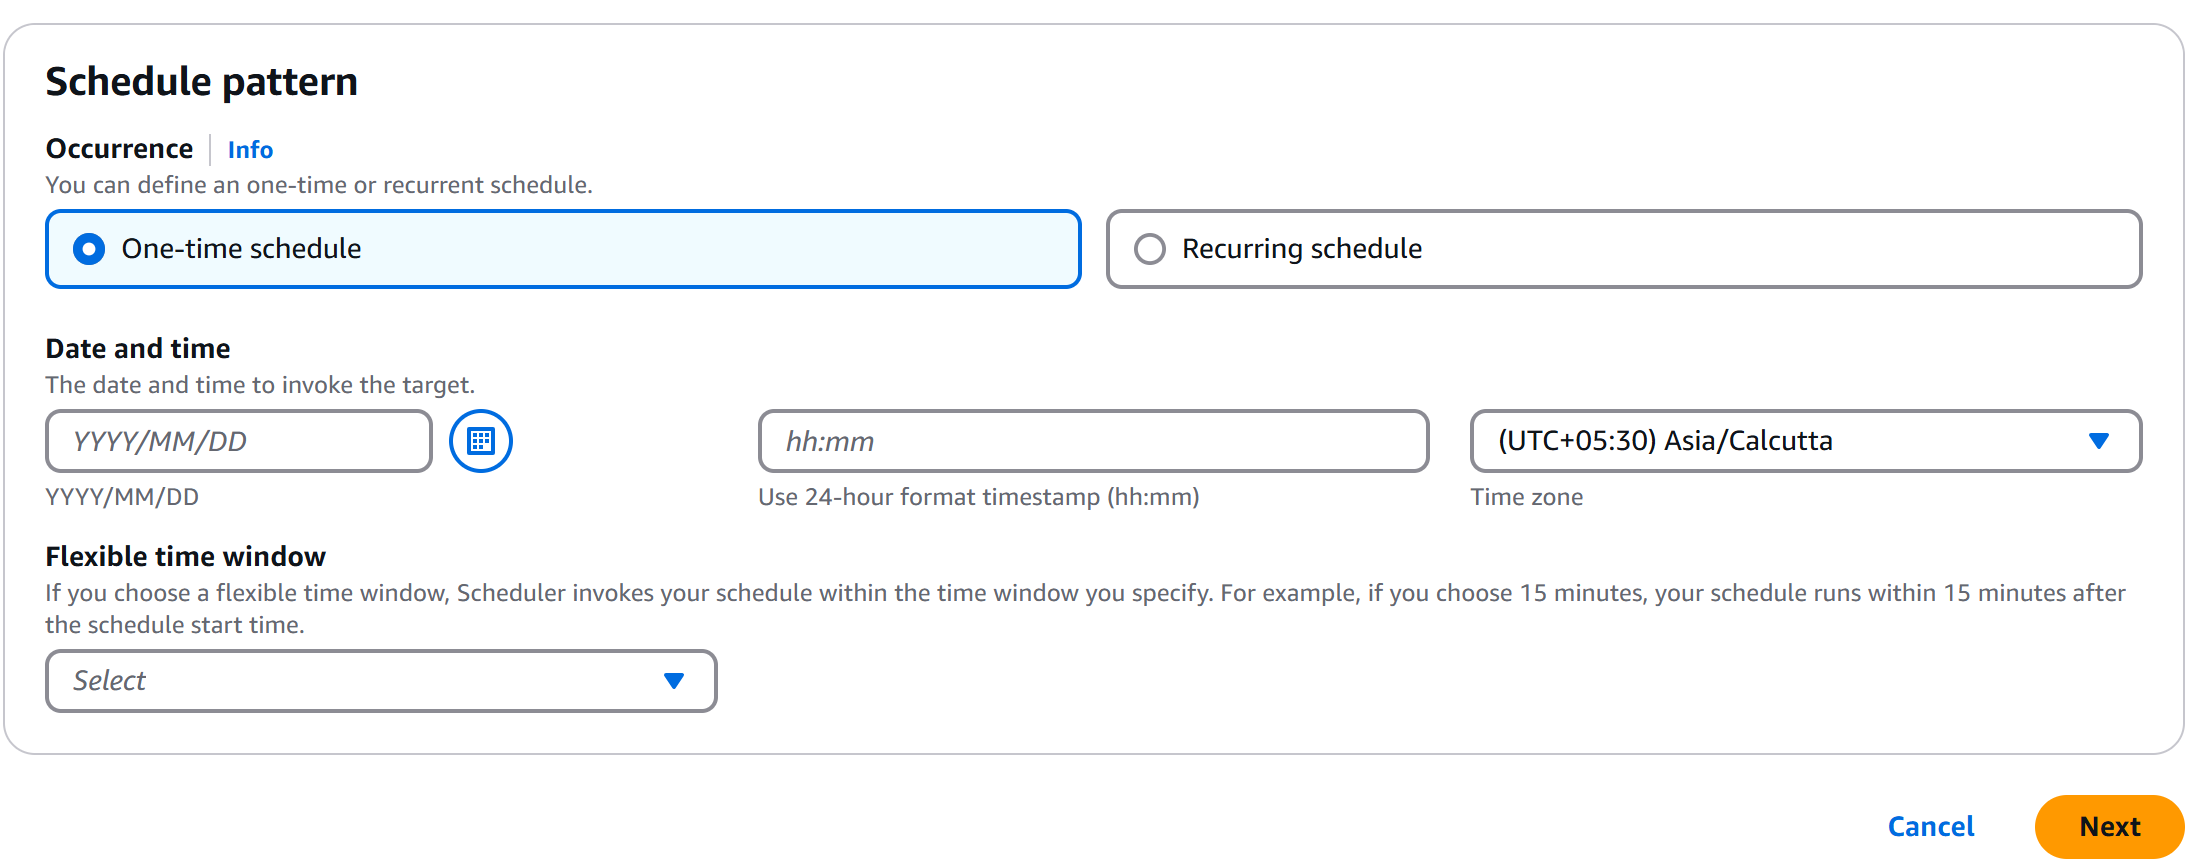 Schedule pattern
Occurrence Info
You can define an one-time or recurrent schedule.
One-time schedule
Recurring schedule
Date and time
The date and time to invoke the target.
YYYY/MM/DD
hh:mm
(UTC+05:30) Asia/Calcutta
YYYY/MM/DD
Use 24-hour format timestamp (hh:mm)
Time zone
Flexible time window
If you choose a flexible time window, Scheduler invokes your schedule within the time window you specify. For example, if you choose 15 minutes, your schedule runs within 15 minutes after
the schedule start time.
Select
Cancel
Next